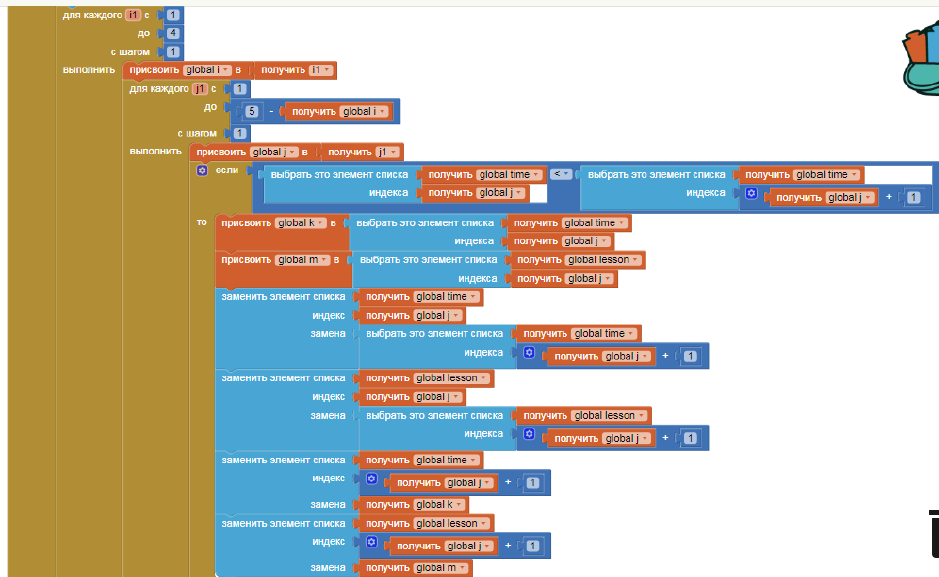 для каждого i1 с 1
до 4
с шагом 1
выполнить присвоить global i в получить i1
для каждого j1 с 1
до 5 - получить global i
с шагом 1
выполнить присвоить global j в получить j1
если выбрать это элемент списка получить global time < выбрать это элемент списка получить global time
индекса получить global j индекса получить global j + 1
то присвоить global k в выбрать это элемент списка получить global time
индекса получить global j
присвоить global m в выбрать это элемент списка получить global lesson
индекса получить global j
заменить элемент списка получить global time
индекс получить global j
замена выбрать это элемент списка получить global time
индекса получить global j + 1
заменить элемент списка получить global lesson
индекс получить global j
замена выбрать это элемент списка получить global lesson
индекса получить global j + 1
заменить элемент списка получить global time
индекс получить global j + 1
замена получить global k
заменить элемент списка получить global lesson
индекс получить global j + 1
замена получить global m